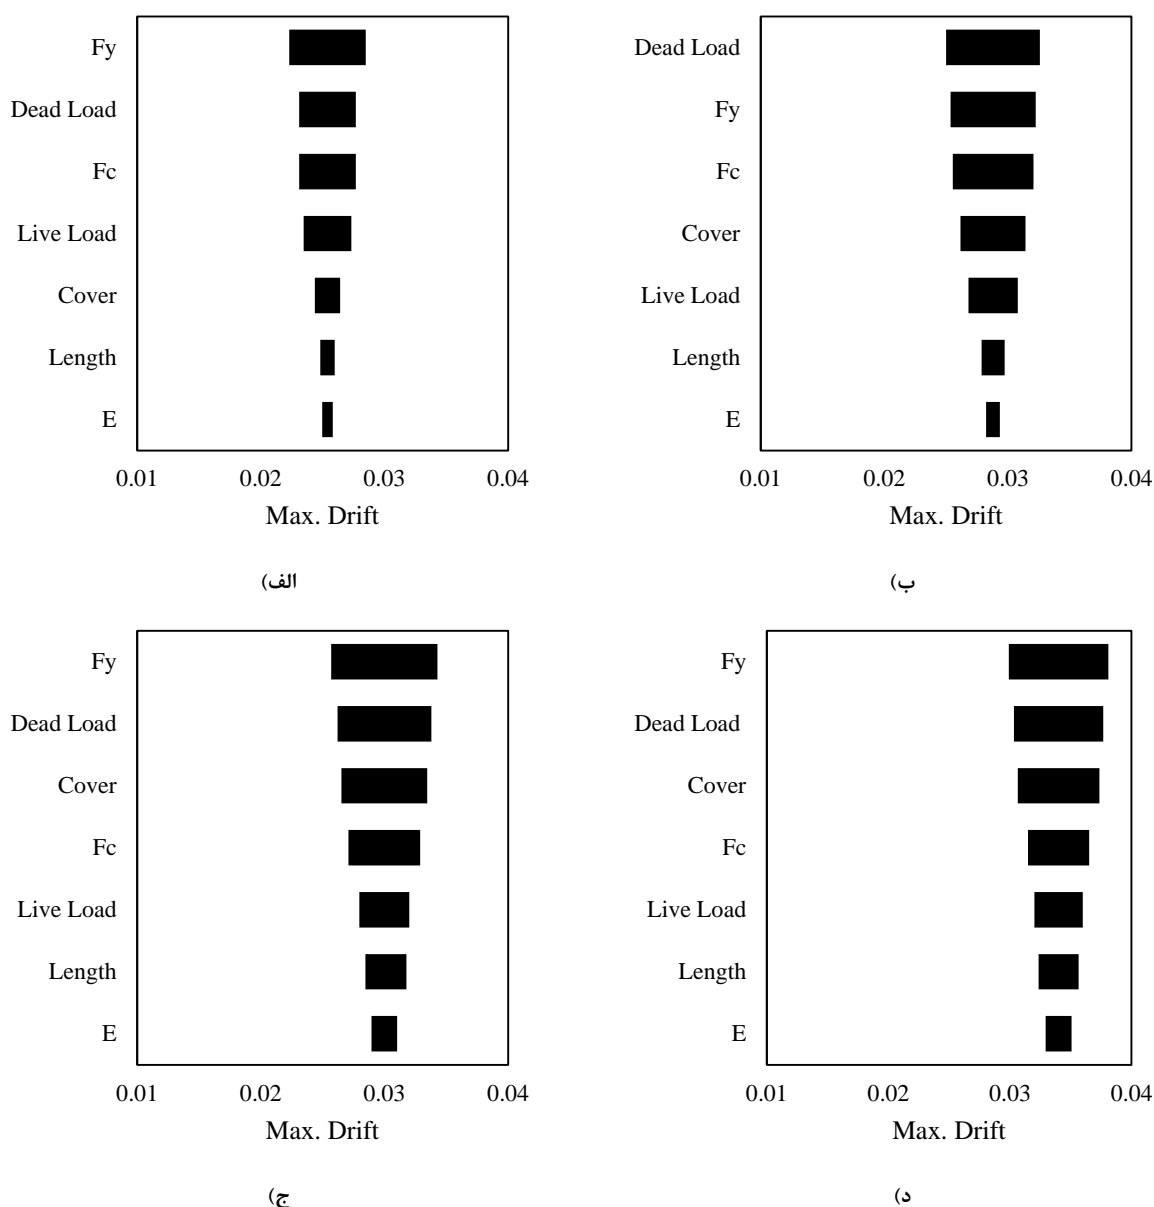 Fy
Dead Load
Fc
Live Load
Cover
Length
E
0.01 0.02 0.03 0.04
Max. Drift
الف)
Dead Load
Fy
Fc
Cover
Live Load
Length
E
0.01 0.02 0.03 0.04
Max. Drift
ب)
Fy
Dead Load
Cover
Fc
Live Load
Length
E
0.01 0.02 0.03 0.04
Max. Drift
ج)
Fy
Dead Load
Cover
Fc
Live Load
Length
E
0.01 0.02 0.03 0.04
Max. Drift
د)